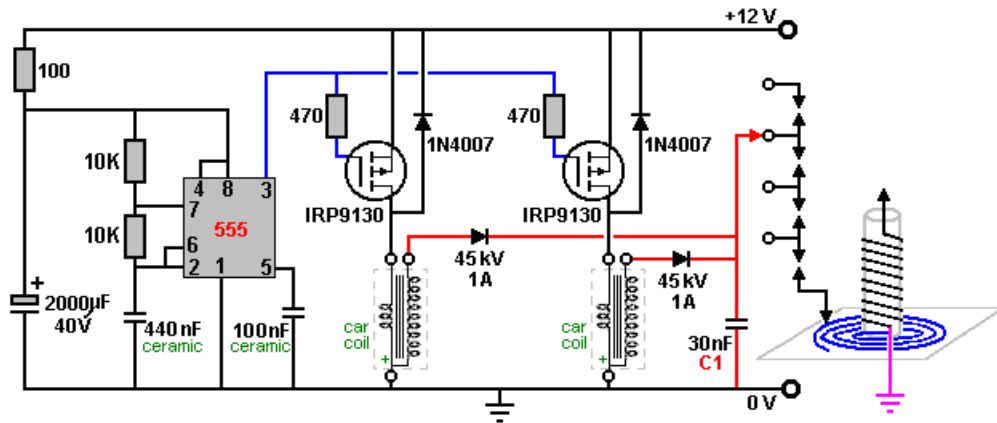 +12 V
100
470
470
1N4007
1N4007
10K
4 8 3
7
IRP9130
IRP9130
10K
555
6
2 1 5
45 kV
1A
45 kV
1A
+
2000µF
40V
440 nF
ceramic
100nF
ceramic
car
coil
+
car
coil
+
30nF
C1
0 V